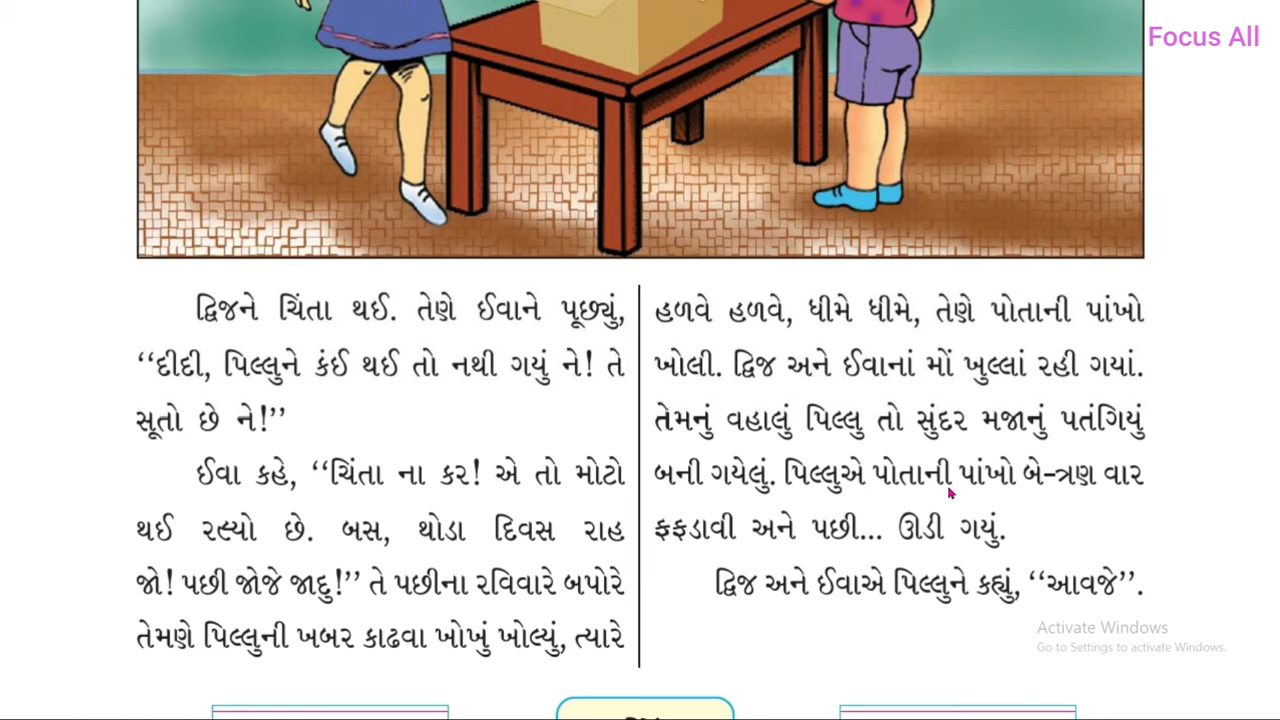 Focus All
દ્વિજને ચિંતા થઈ. તેણે ઈવાને પૂછ્યું,
‘‘દીદી, પિલ્લુને કંઈ થઈ તો નથી ગયું ને! તે
સૂતો છે ને!’’
ઈવા કહે, ‘‘ચિંતા ના કર! એ તો મોટો
થઈ રહ્યો છે. બસ, થોડા દિવસ રાહ
જો! પછી જોજે જાદુ!’’ તે પછીના રવિવારે બપોરે
તેમણે પિલ્લુની ખબર કાઢવા ખોખું ખોલ્યું, ત્યારે
હળવે હળવે, ધીમે ધીમે, તેણે પોતાની પાંખો
ખોલી. દ્વિજ અને ઈવાનાં મોં ખુલ્લાં રહી ગયાં.
તેમનું વહાલું પિલ્લુ તો સુંદર મજાનું પતંગિયું
બની ગયેલું. પિલ્લુએ પોતાની પાંખો બે-ત્રણ વાર
ફફડાવી અને પછી... ઊડી ગયું.
દ્વિજ અને ઈવાએ પિલ્લુને કહ્યું, ‘‘આવજે’’.
Activate Windows
Go to Settings to activate Windows.